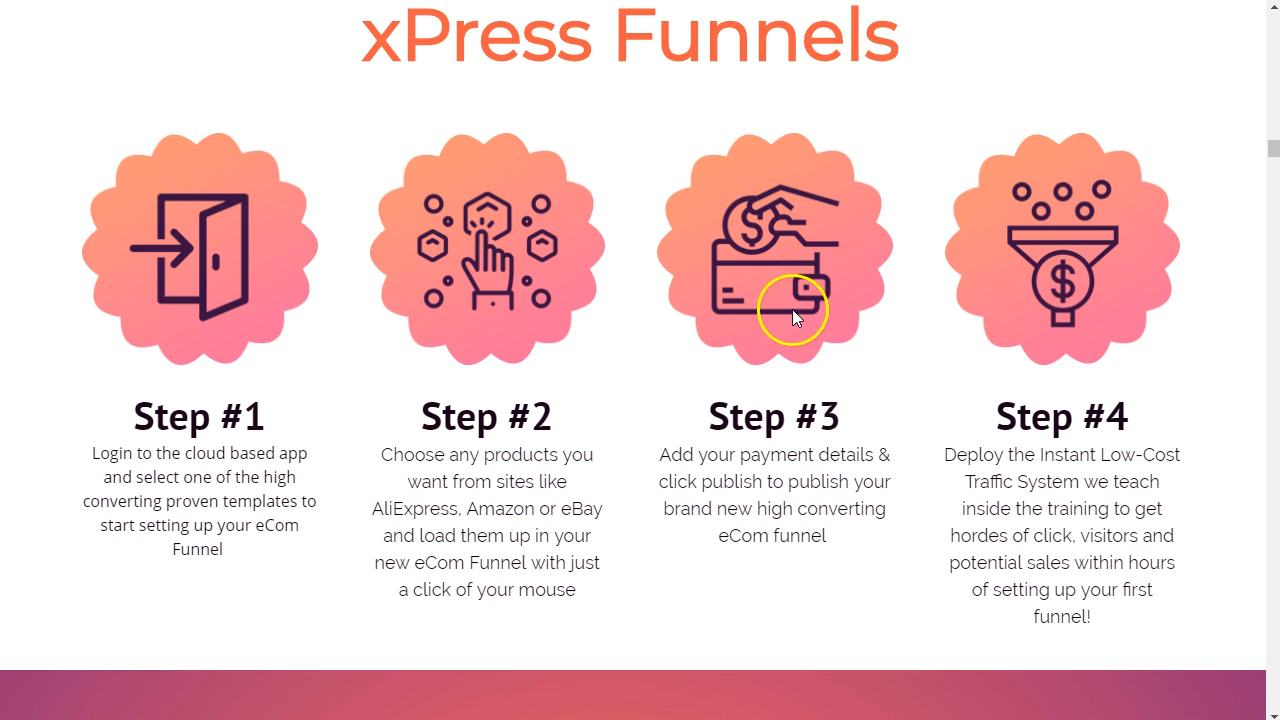 xPress Funnels
Step #1
Login to the cloud based app
and select one of the high
converting proven templates to
start setting up your eCom
Funnel
Step #2
Choose any products you
want from sites like
AliExpress, Amazon or eBay
and load them up in your
new eCom Funnel with just
a click of your mouse
Step #3
Add your payment details &
click publish to publish your
brand new high converting
eCom funnel
Step #4
Deploy the Instant Low-Cost
Traffic System we teach
inside the training to get
hordes of click, visitors and
potential sales within hours
of setting up your first
funnel!